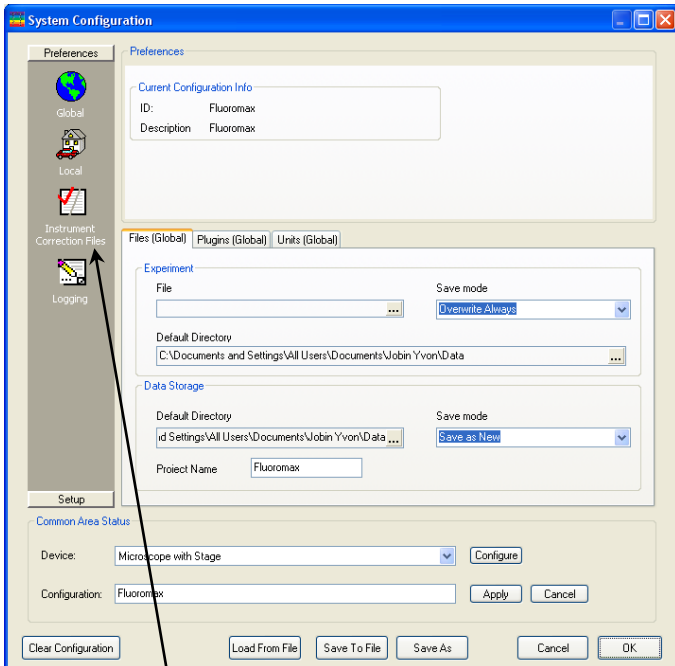 System Configuration
Preferences
Global
Local
Instrument
Correction Files
Logging
Setup
Preferences
Current Configuration Info
ID: Fluoromax
Description Fluoromax
Files (Global) Plugins (Global) Units (Global)
Experiment
File Save mode
... Overwrite Always
Default Directory
C:\Documents and Settings\All Users\Documents\Jobin Yvon\Data ...
Data Storage
Default Directory Save mode
id Settings\All Users\Documents\Jobin Yvon\Data ... Save as New
Project Name Fluoromax
Common Area Status
Device: Microscope with Stage Configure
Configuration: Fluoromax Apply Cancel
Clear Configuration Load From File Save To File Save As Cancel OK